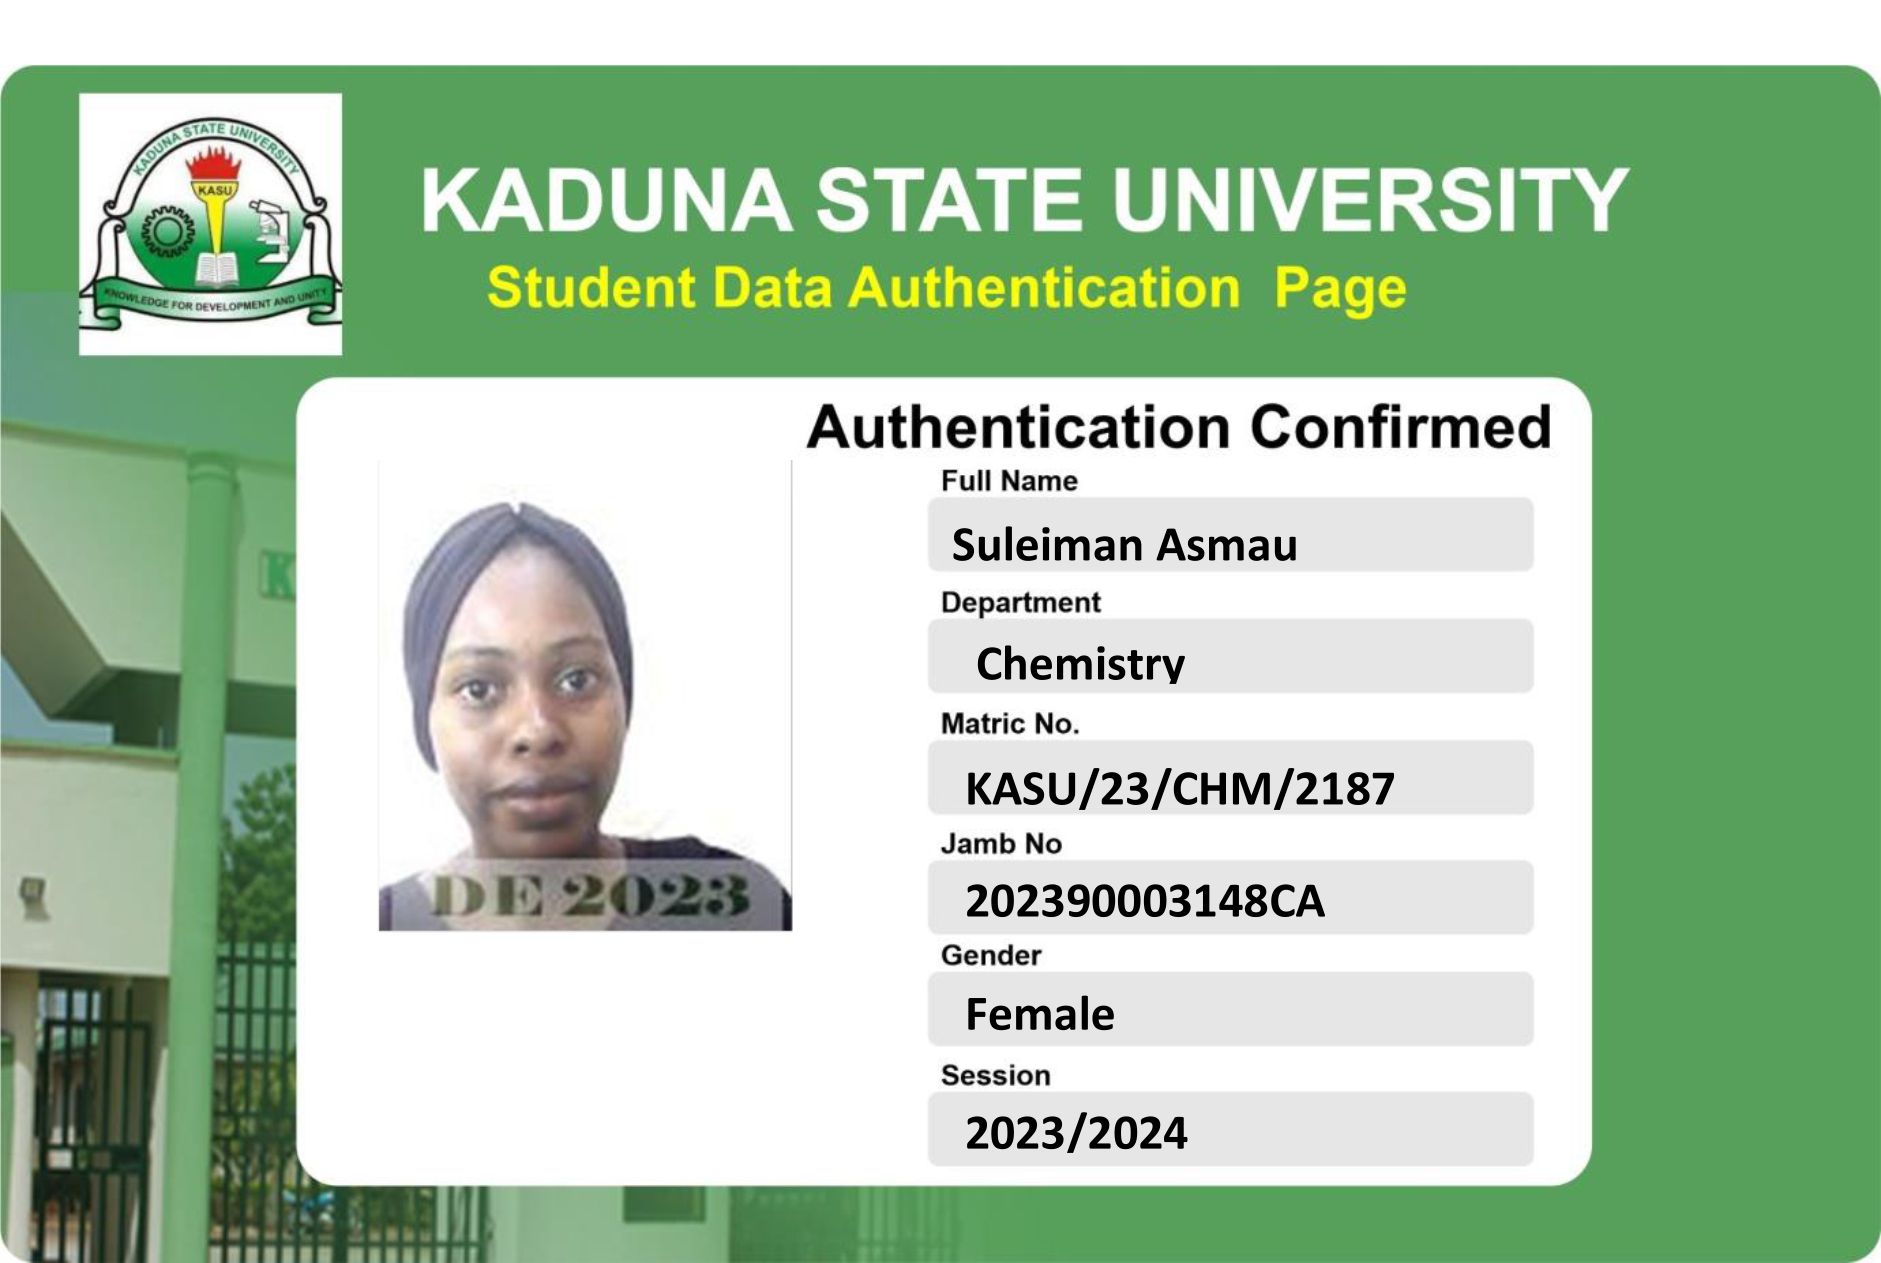 KADUNA STATE UNIVERSITY
KASU
KNOWLEDGE FOR DEVELOPMENT AND UNITY
KADUNA STATE UNIVERSITY
Student Data Authentication Page
K
Authentication Confirmed
Full Name
Suleiman Asmau
Department
Chemistry
Matric No.
KASU/23/CHM/2187
Jamb No
202390003148CA
Gender
Female
Session
2023/2024
DE 2023